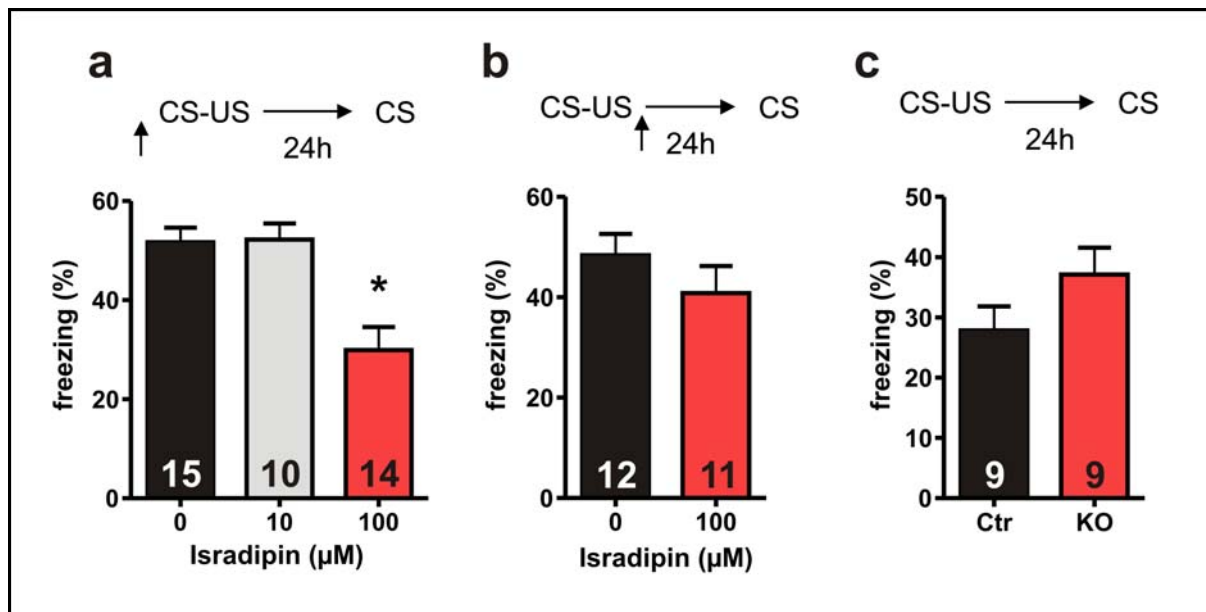 a
CS-US CS
24h
freezing (%)
60
40
20
0
*
15 10 14
0 10 100
Isradipin (µM)
b
CS-US CS
24h
freezing (%)
60
40
20
0
12 11
0 100
Isradipin (µM)
c
CS-US CS
24h
freezing (%)
50
40
30
20
10
0
9 9
Ctr KO